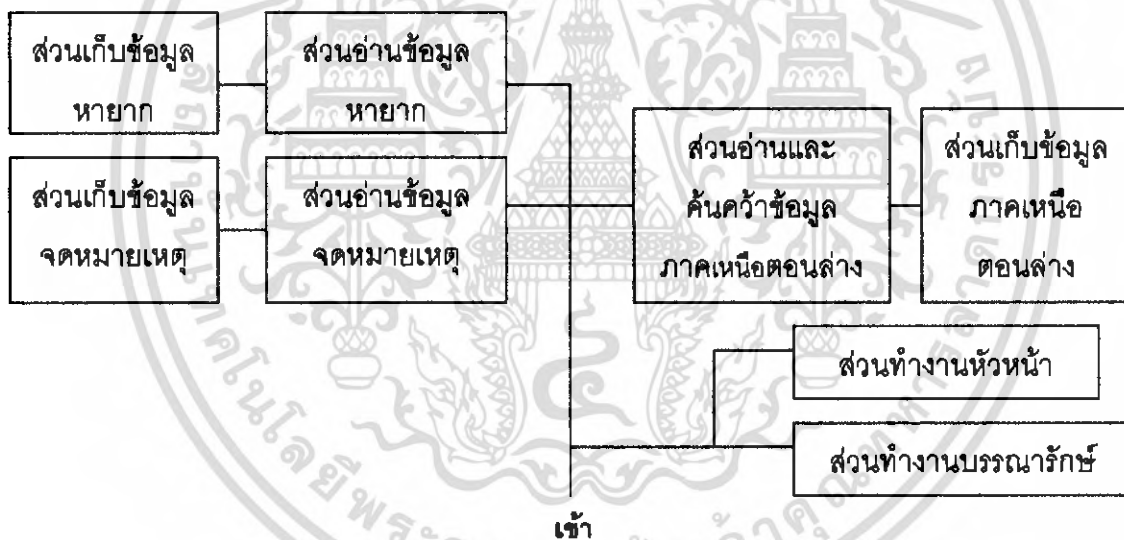 ส่วนเก็บข้อมูล
หายาก
ส่วนอ่านข้อมูล
หายาก
ส่วนเก็บข้อมูล
จดหมายเหตุ
ส่วนอ่านข้อมูล
จดหมายเหตุ
ส่วนอ่านและ
ค้นคว้าข้อมูล
ภาคเหนือตอนล่าง
ส่วนเก็บข้อมูล
ภาคเหนือ
ตอนล่าง
ส่วนทำงานหัวหน้า
ส่วนทำงานบรรณารักษ์
เข้า